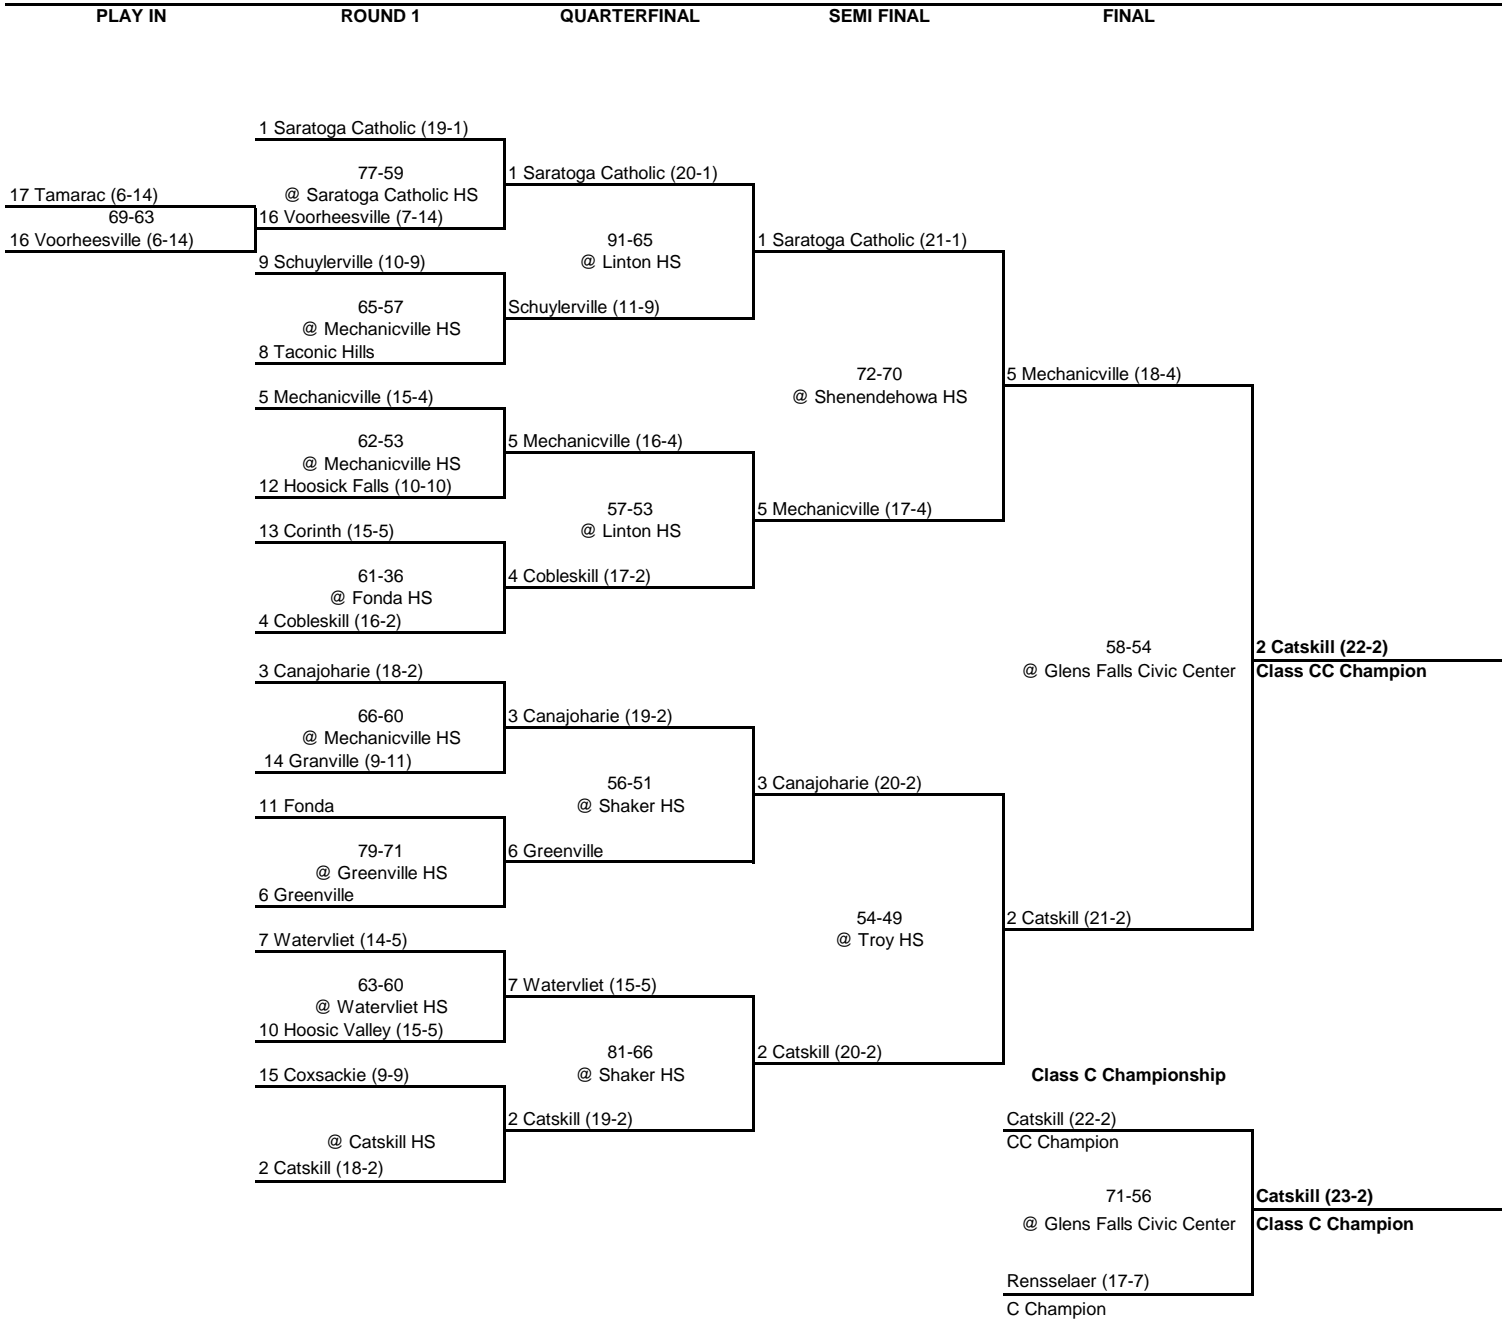 PLAY IN
ROUND 1
QUARTERFINAL
SEMI FINAL
FINAL
1 Saratoga Catholic (19-1)
77-59
@ Saratoga Catholic HS
1 Saratoga Catholic (20-1)
17 Tamarac (6-14)
69-63
16 Voorheesville (6-14)
16 Voorheesville (7-14)
91-65
@ Linton HS
1 Saratoga Catholic (21-1)
9 Schuylerville (10-9)
65-57
@ Mechanicville HS
Schuylerville (11-9)
8 Taconic Hills
72-70
@ Shenendehowa HS
5 Mechanicville (18-4)
5 Mechanicville (15-4)
62-53
@ Mechanicville HS
5 Mechanicville (16-4)
12 Hoosick Falls (10-10)
57-53
@ Linton HS
5 Mechanicville (17-4)
13 Corinth (15-5)
61-36
@ Fonda HS
4 Cobleskill (17-2)
4 Cobleskill (16-2)
58-54
@ Glens Falls Civic Center
2 Catskill (22-2)
Class CC Champion
3 Canajoharie (18-2)
66-60
@ Mechanicville HS
3 Canajoharie (19-2)
14 Granville (9-11)
56-51
@ Shaker HS
3 Canajoharie (20-2)
11 Fonda
79-71
@ Greenville HS
6 Greenville
6 Greenville
54-49
@ Troy HS
2 Catskill (21-2)
7 Watervliet (14-5)
63-60
@ Watervliet HS
7 Watervliet (15-5)
10 Hoosic Valley (15-5)
81-66
@ Shaker HS
2 Catskill (20-2)
15 Coxsackie (9-9)
@ Catskill HS
2 Catskill (19-2)
2 Catskill (18-2)
Class C Championship
Catskill (22-2)
CC Champion
71-56
@ Glens Falls Civic Center
Catskill (23-2)
Class C Champion
Rensselaer (17-7)
C Champion